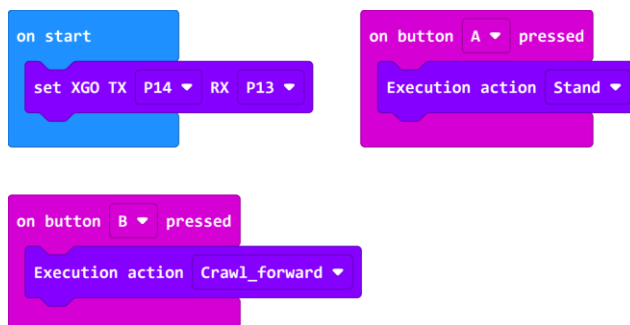 on start
set XGO TX P14 RX P13
on button A pressed
Execution action Stand
on button B pressed
Execution action Crawl_forward